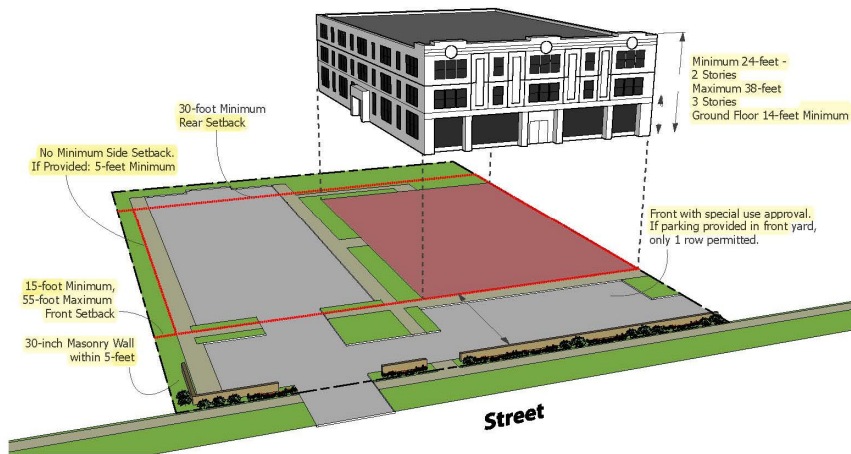 Minimum 24-feet -
2 Stories
Maximum 38-feet
3 Stories
Ground Floor 14-feet Minimum
30-foot Minimum
Rear Setback
No Minimum Side Setback.
If Provided: 5-feet Minimum
Front with special use approval.
If parking provided in front yard,
only 1 row permitted.
15-foot Minimum,
55-foot Maximum
Front Setback
30-inch Masonry Wall
within 5-feet
Street